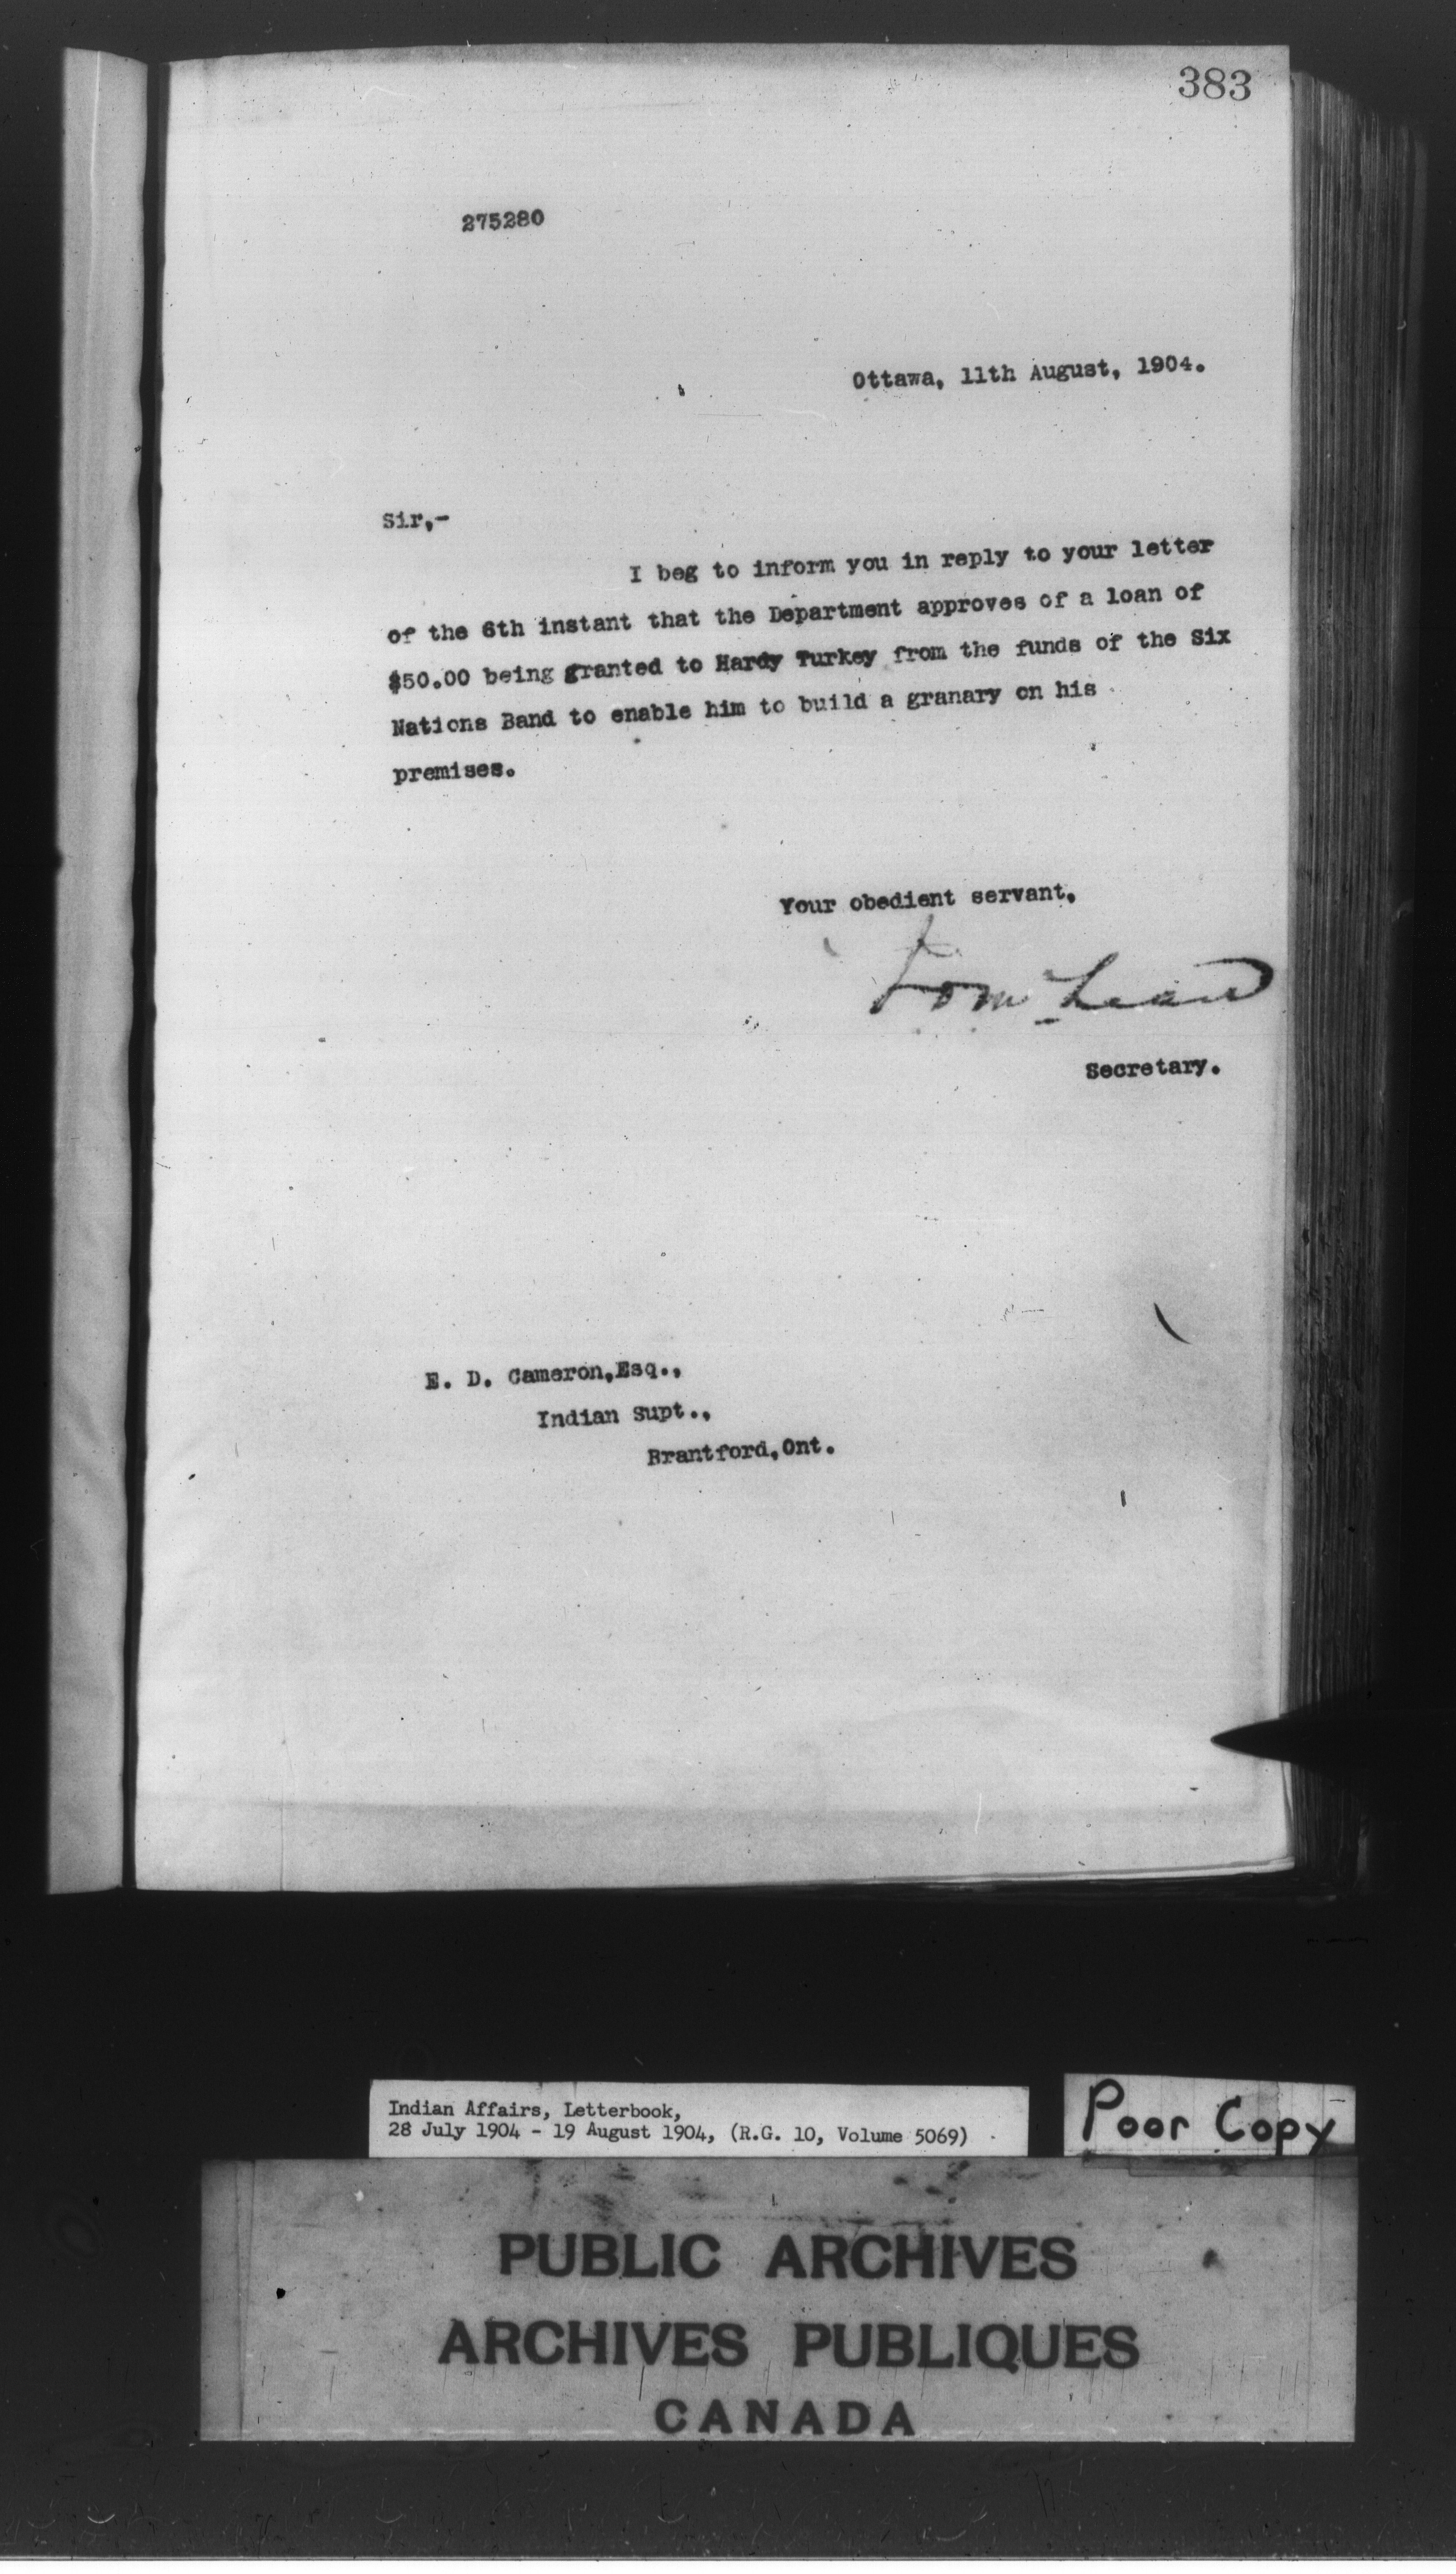 383
275280
Ottawa, 11th August, 1904.
Sir,-
I beg to inform you in reply to your letter
of the 6th instant that the Department approves of a loan of
$50.00 being granted to Hardy Turkey from the funds of the Six
Nations Band to enable him to build a granary on his
premises.
Your obedient servant,
Secretary.
E. D. Cameron,Esq.,
Indian Supt.,
Brantford,Ont.
Indian Affairs, Letterbook,
28 July 1904 - 19 August 1904, (R.G. 10, Volume 5069)
Poor Copy
PUBLIC ARCHIVES
ARCHIVES PUBLIQUES
CANADA